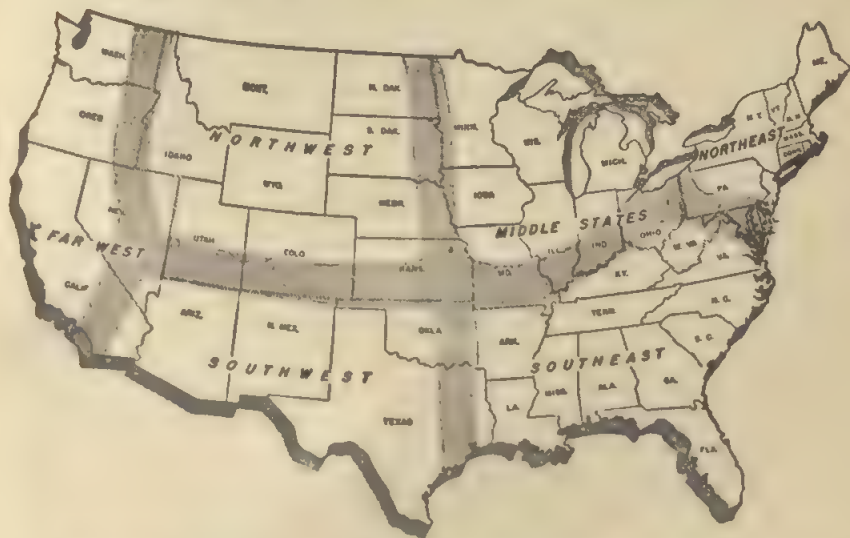 WASH.
MONT.
N. DAK.
MINN.
ME.
OREG
S. DAK.
WIS.
N.Y.
VT
N.H.
MASS.
NORTHWEST
IDAHO
MICH.
NORTHEAST
CONN.
WYO.
IOWA
PA.
NEBR.
NEV.
MIDDLE STATES
FAR WEST
UTAH
COLO
ILL.
IND.
OHIO
W. VA.
VA.
KANS.
MO.
KY.
CALIF
TENN.
N. C.
ARIZ.
N. MEX.
OKLA
ARK.
S. C.
SOUTHWEST
SOUTHEAST
MISS.
ALA.
GA.
TEXAS
LA.
FLA.